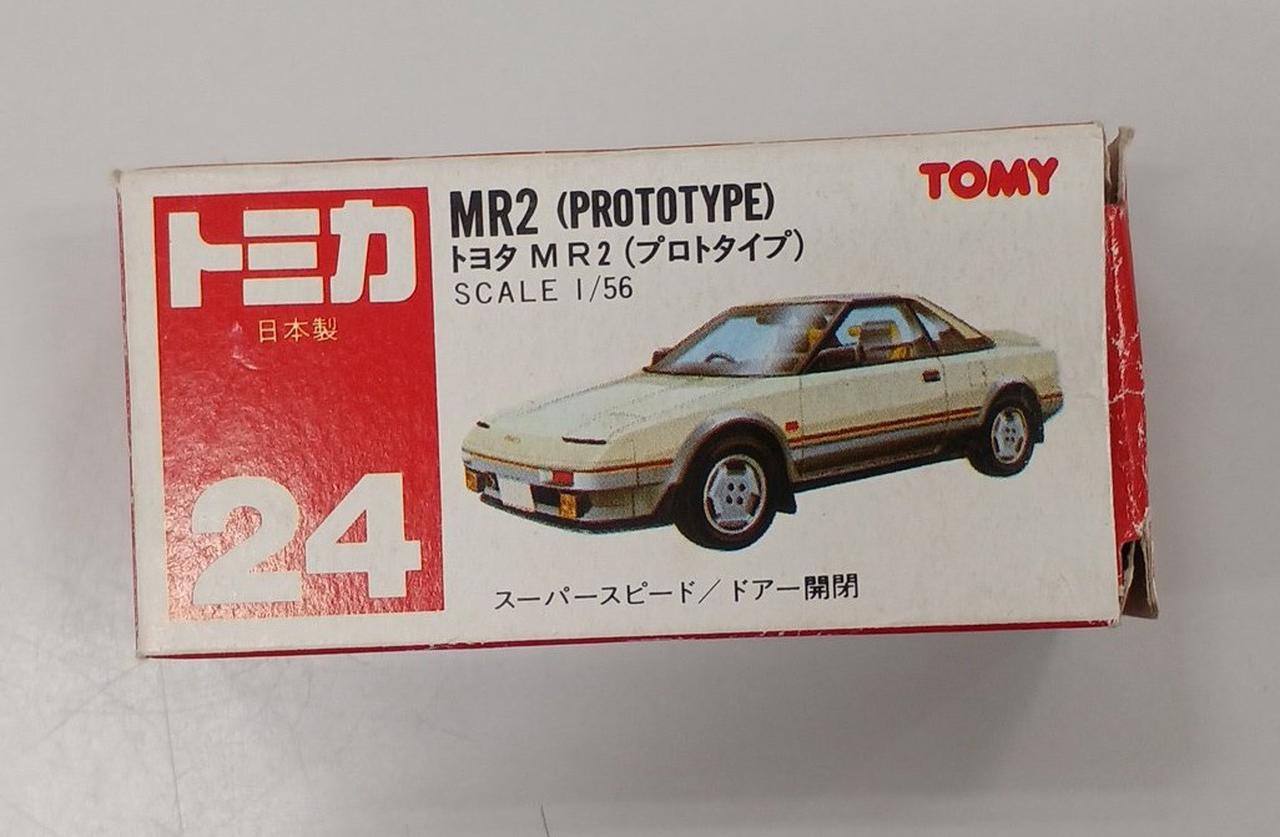 トミカ
日本製
24
MR2 (PROTOTYPE)
トヨタ MR2 (プロトタイプ)
SCALE 1/56
TOMY
スーパースピード/ドアー開閉